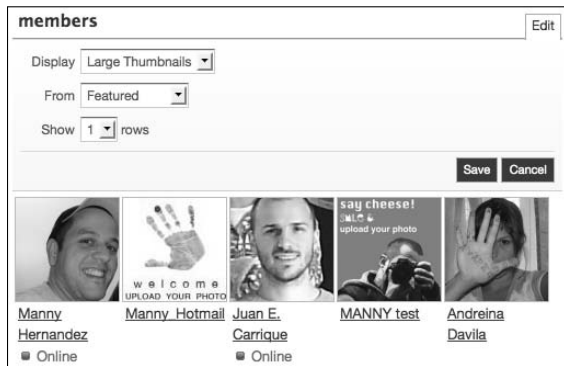 members
Edit
Display Large Thumbnails
From Featured
Show 1 rows
Save Cancel
say cheese!
SMILE
upload your photo
welcome
UPLOAD YOUR PHOTO
Manny Hernandez
Manny_Hotmail
Juan E. Carrique
MANNY test
Andreina Davila
Online
Online